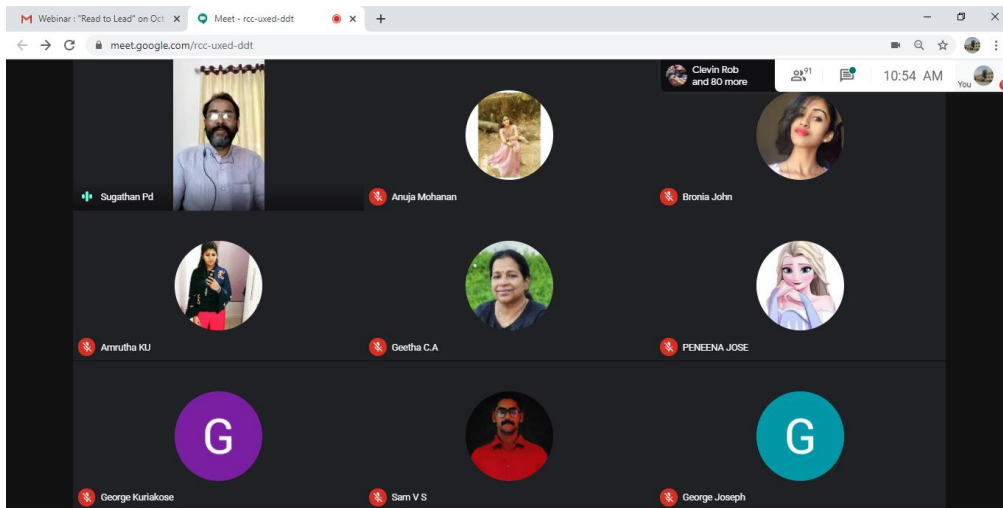 Webinar : "Read to Lead" on Oct
Meet - rcc-uxed-ddt
meet.google.com/rcc-uxed-ddt
Clevin Rob
and 80 more
91
10:54 AM
You
Sugathan Pd
Anuja Mohanan
Bronia John
Amrutha KU
Geetha C.A
PENEENA JOSE
G
G
George Kuriakose
Sam V S
George Joseph